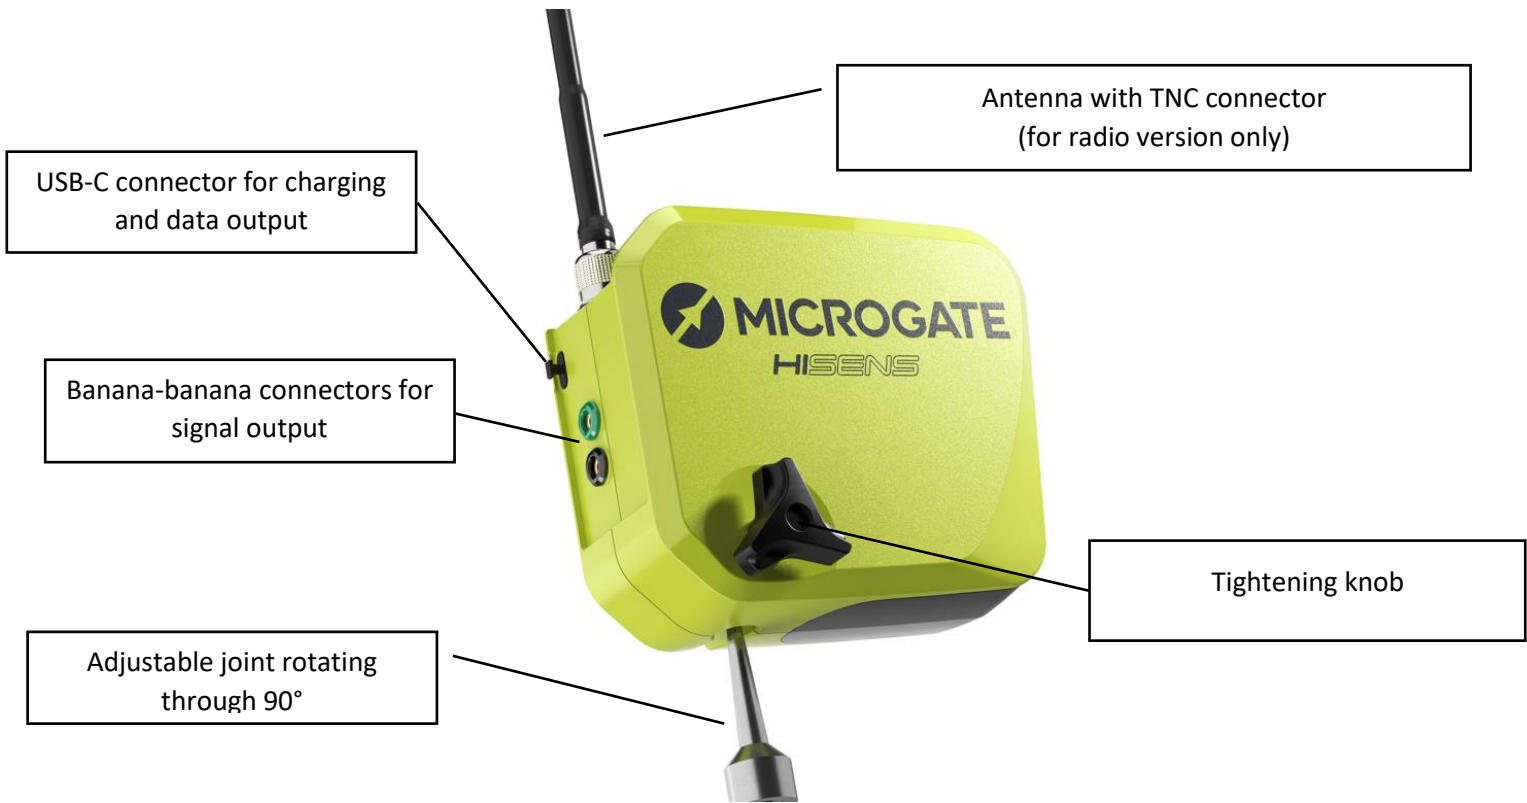 Antenna with TNC connector
(for radio version only)
USB-C connector for charging
and data output
MICROGATE
HISENS
Banana-banana connectors for
signal output
Tightening knob
Adjustable joint rotating
through 90°